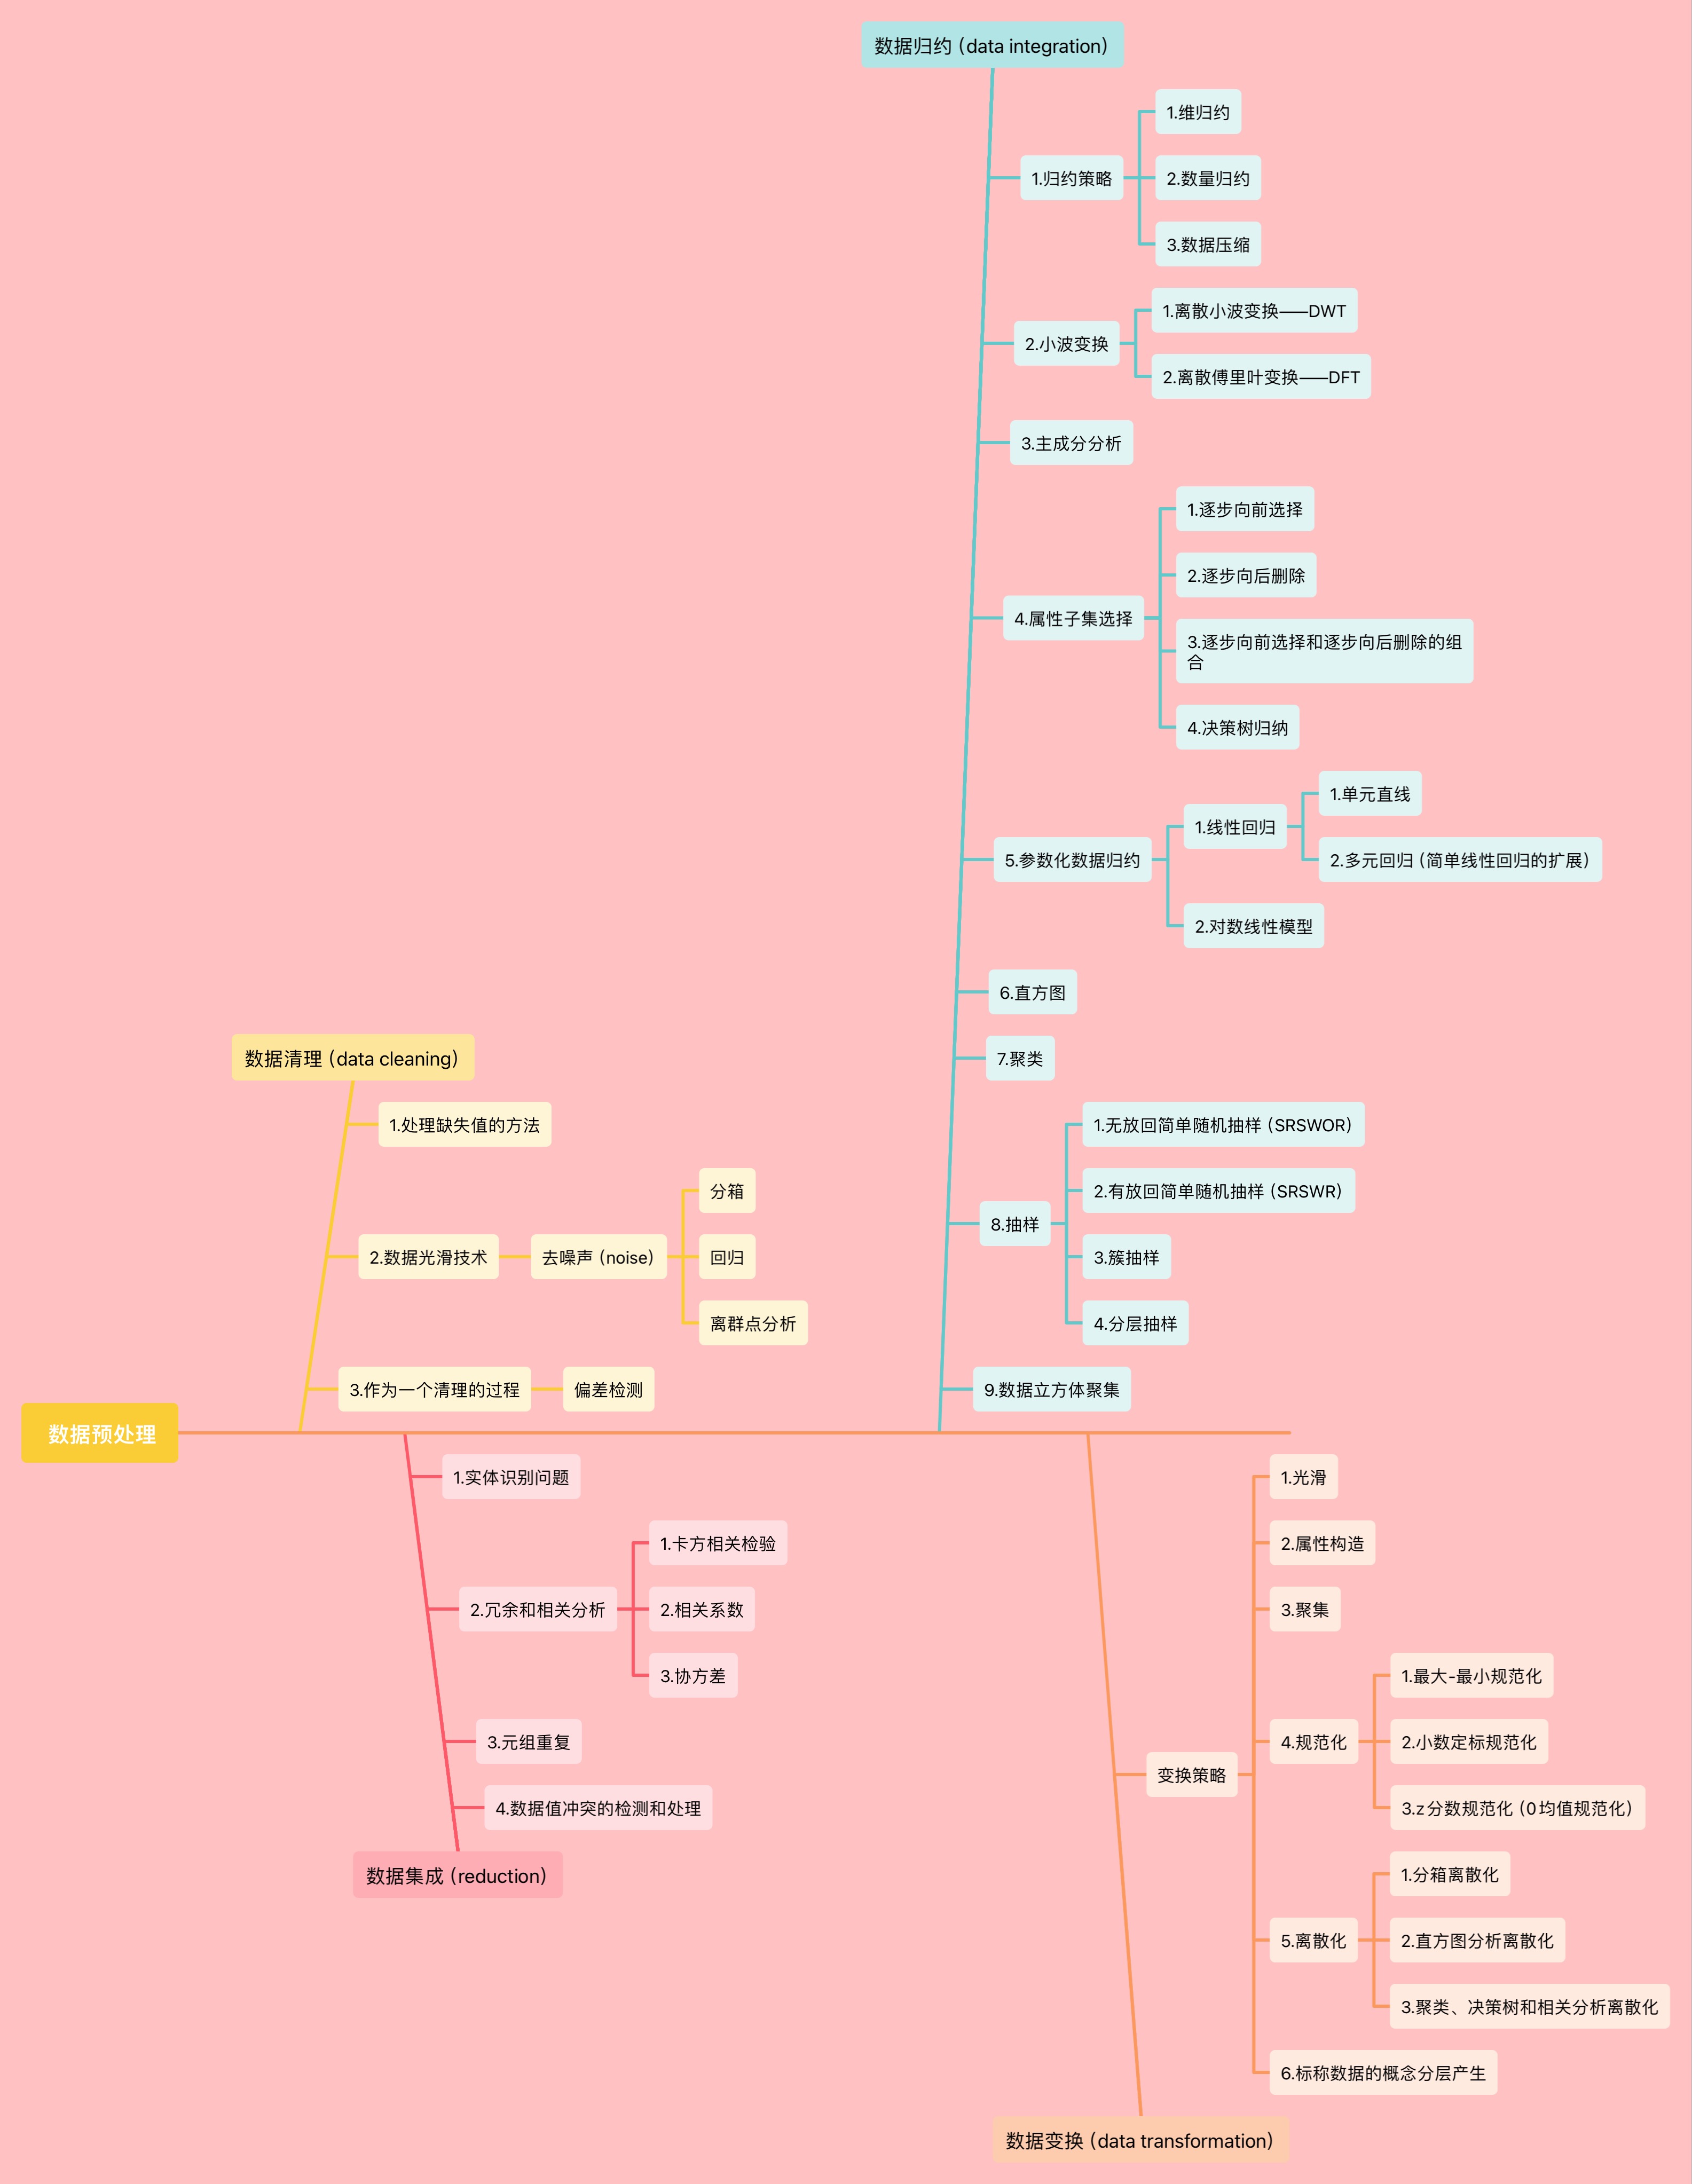 数据预处理
数据清理（data cleaning）
1.处理缺失值的方法
2.数据光滑技术
去噪声（noise）
分箱
回归
离群点分析
3.作为一个清理的过程
偏差检测
数据集成（reduction）
1.实体识别问题
2.冗余和相关分析
1.卡方相关检验
2.相关系数
3.协方差
3.元组重复
4.数据值冲突的检测和处理
数据归约（data integration）
1.归约策略
1.维归约
2.数量归约
3.数据压缩
2.小波变换
1.离散小波变换——DWT
2.离散傅里叶变换——DFT
3.主成分分析
4.属性子集选择
1.逐步向前选择
2.逐步向后删除
3.逐步向前选择和逐步向后删除的组
合
4.决策树归纳
5.参数化数据归约
1.线性回归
1.单元直线
2.多元回归（简单线性回归的扩展）
2.对数线性模型
6.直方图
7.聚类
8.抽样
1.无放回简单随机抽样（SRSWOR）
2.有放回简单随机抽样（SRSWR）
3.簇抽样
4.分层抽样
9.数据立方体聚集
数据变换（data transformation）
变换策略
1.光滑
2.属性构造
3.聚集
4.规范化
1.最大-最小规范化
2.小数定标规范化
3.z分数规范化（0均值规范化）
5.离散化
1.分箱离散化
2.直方图分析离散化
3.聚类、决策树和相关分析离散化
6.标称数据的概念分层产生